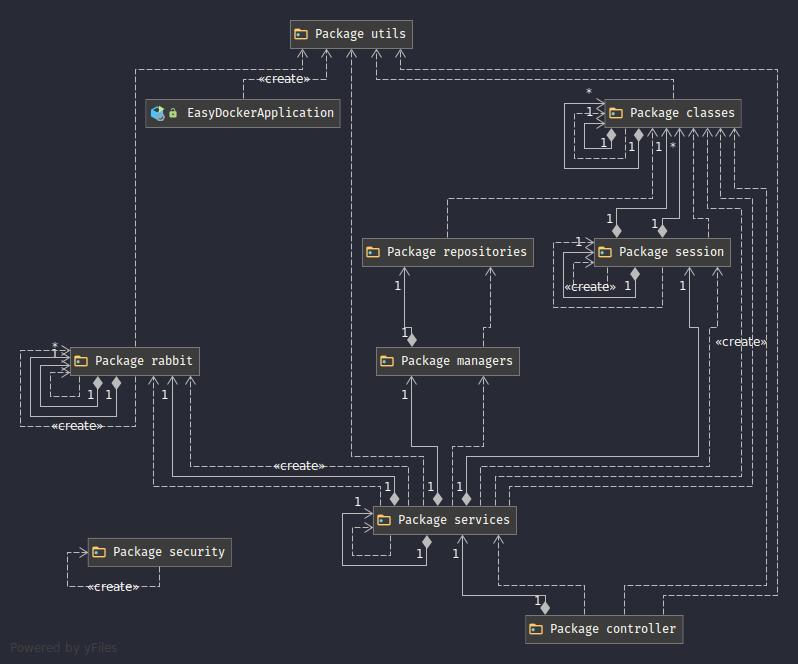 Package utils
«create»
EasyDockerApplication
*
Package classes
1
1
1
1
*
1
1
Package repositories
1
Package session
1
«create»
1
1
1
*
1
Package rabbit
Package managers
«create»
1
1
1
1
«create»
«create»
1
1
1
1
Package services
Package security
1
1
«create»
1
Package controller
Powered by yFiles